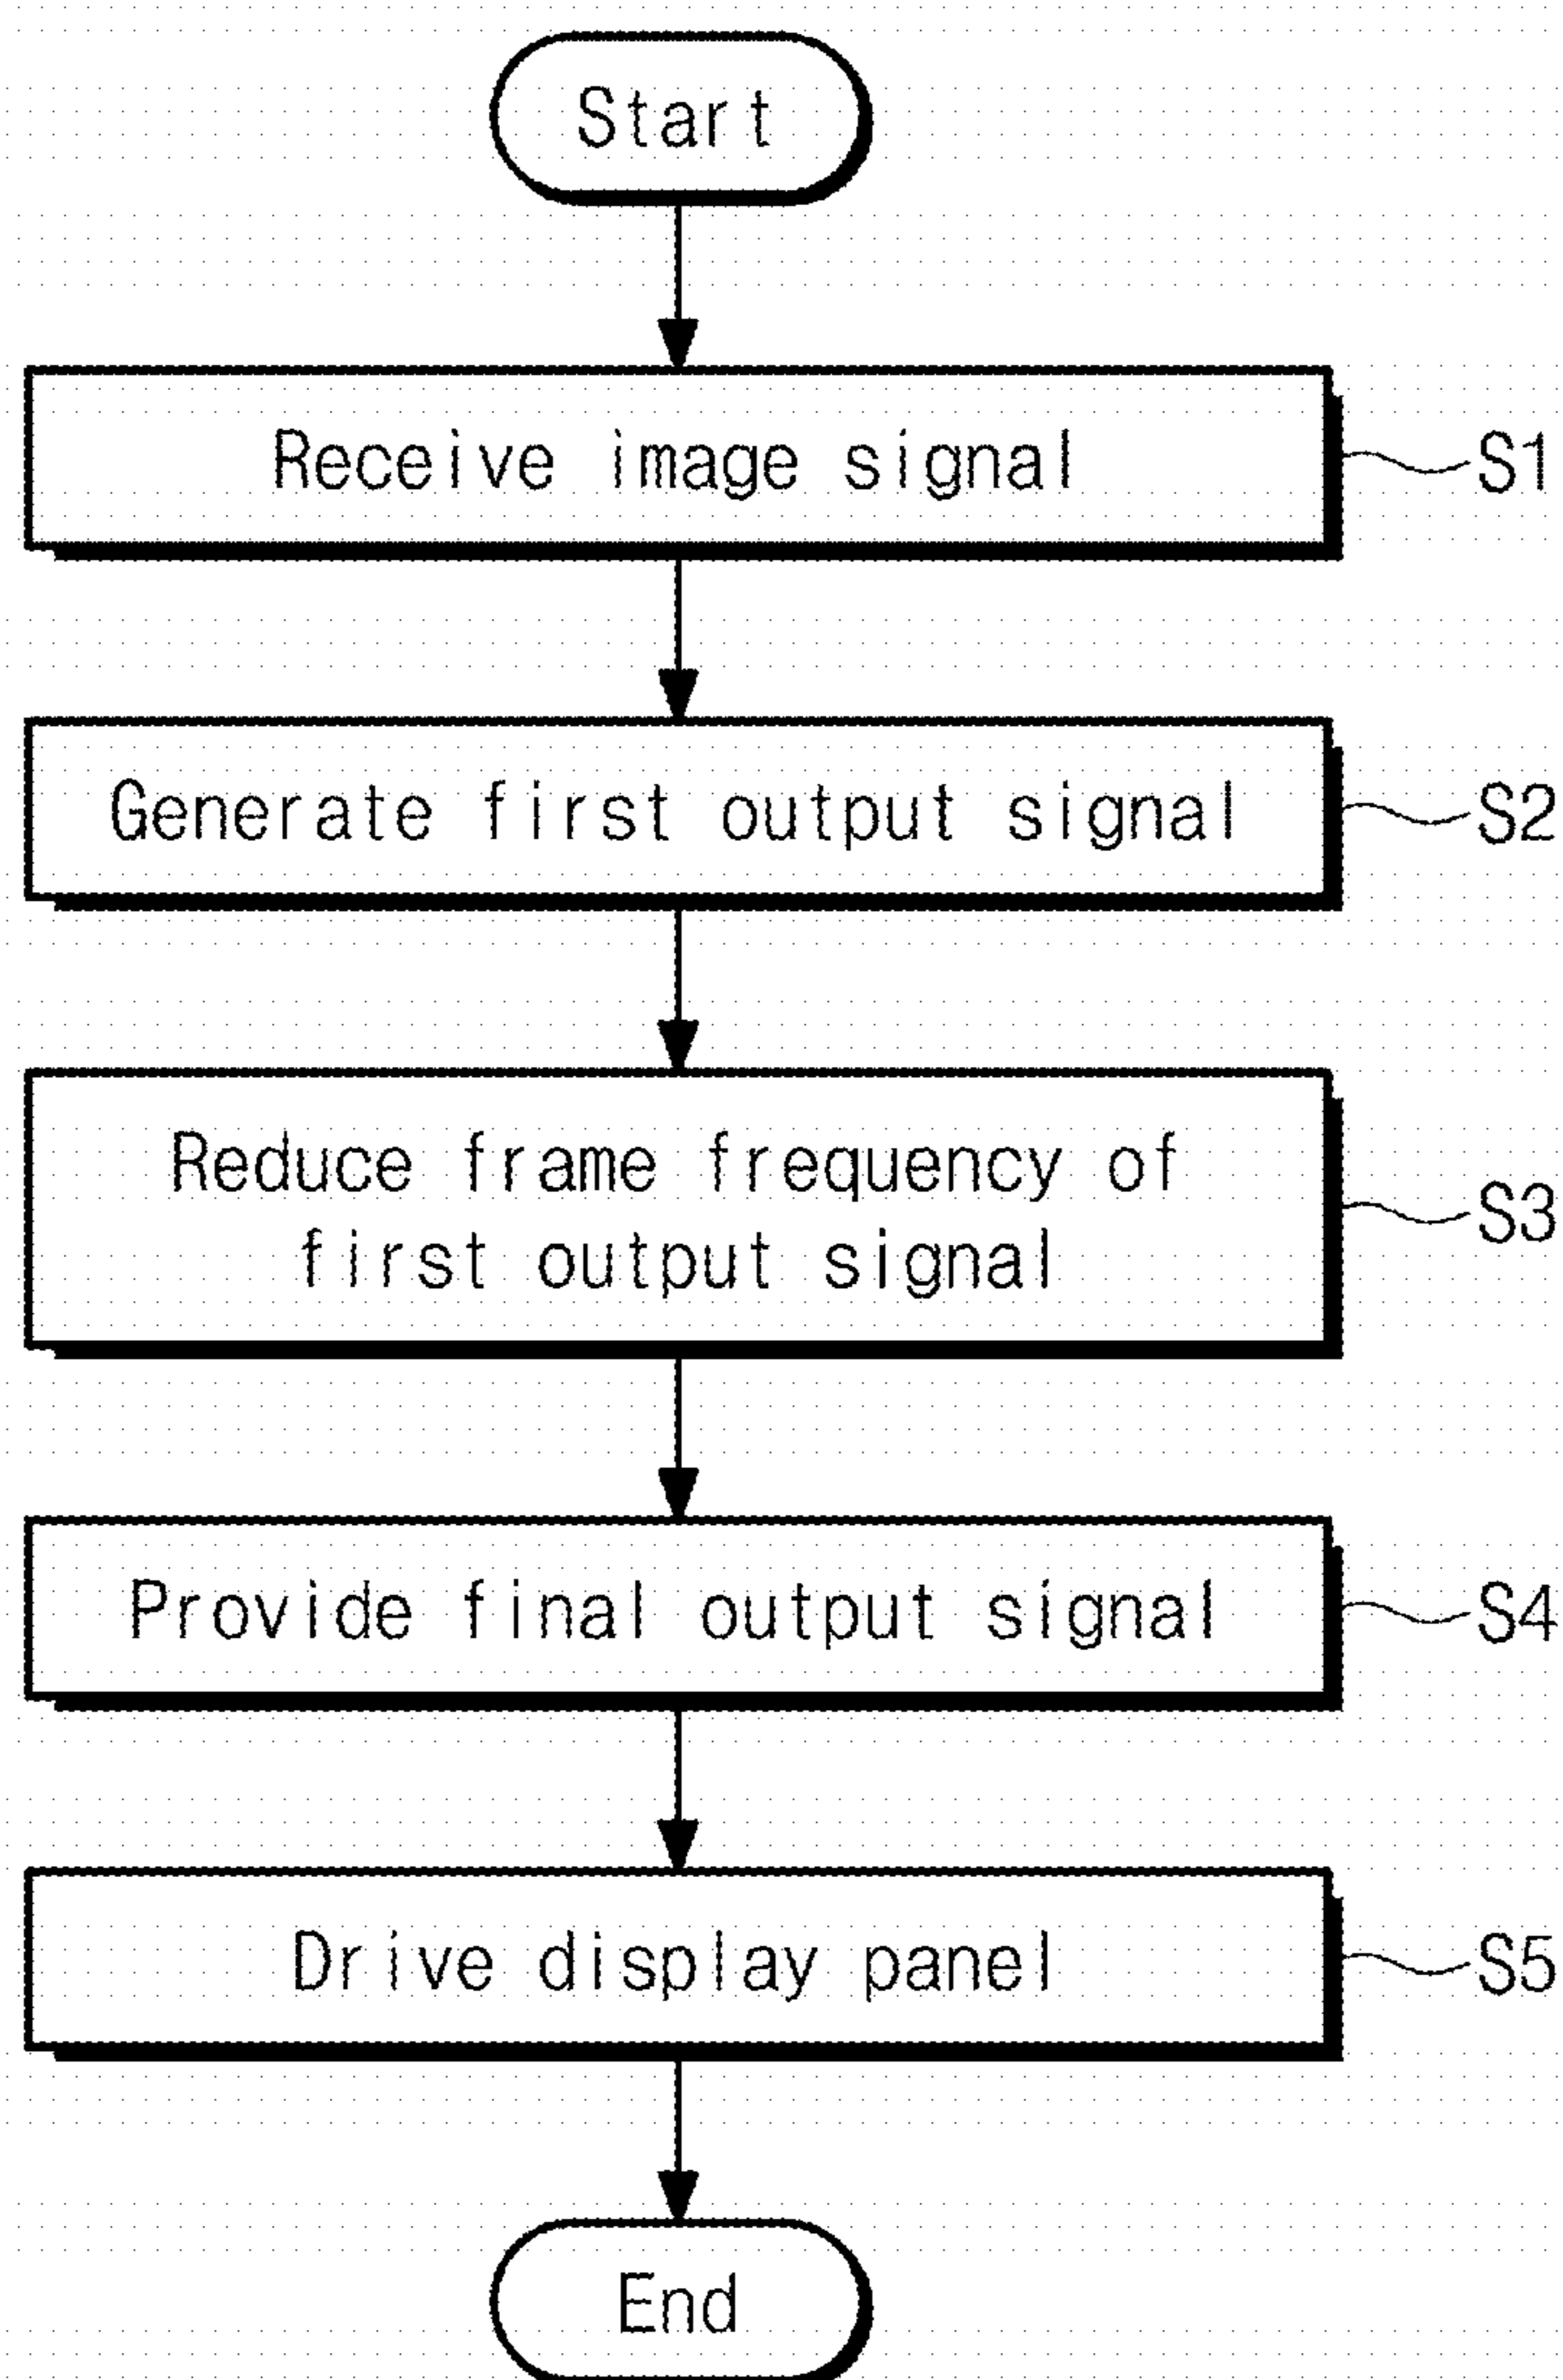 Start
Receive image signal
S1
Generate first output signal
S2
Reduce frame frequency of
first output signal
S3
Provide final output signal
S4
Drive display panel
S5
End